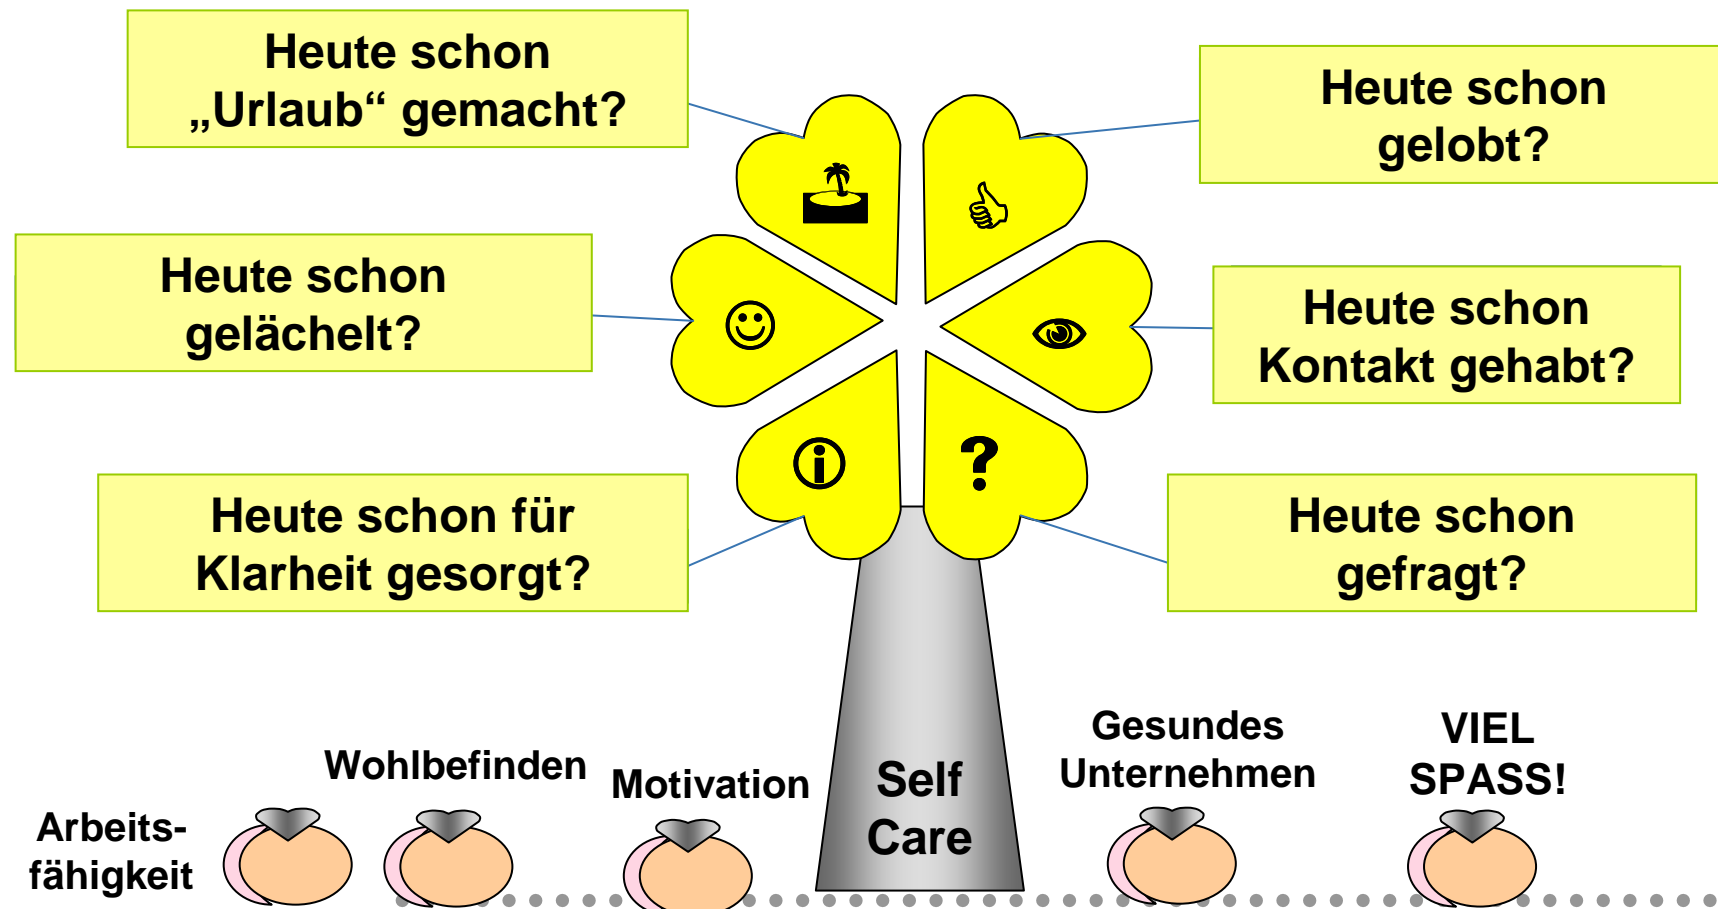 Heute schon
„Urlaub“ gemacht?
Heute schon
gelobt?
Heute schon
gelächelt?
Heute schon
Kontakt gehabt?
Heute schon für
Klarheit gesorgt?
Heute schon
gefragt?
Arbeits-
fähigkeit
Wohlbefinden
Motivation
Self
Care
Gesundes
Unternehmen
VIEL
SPASS!